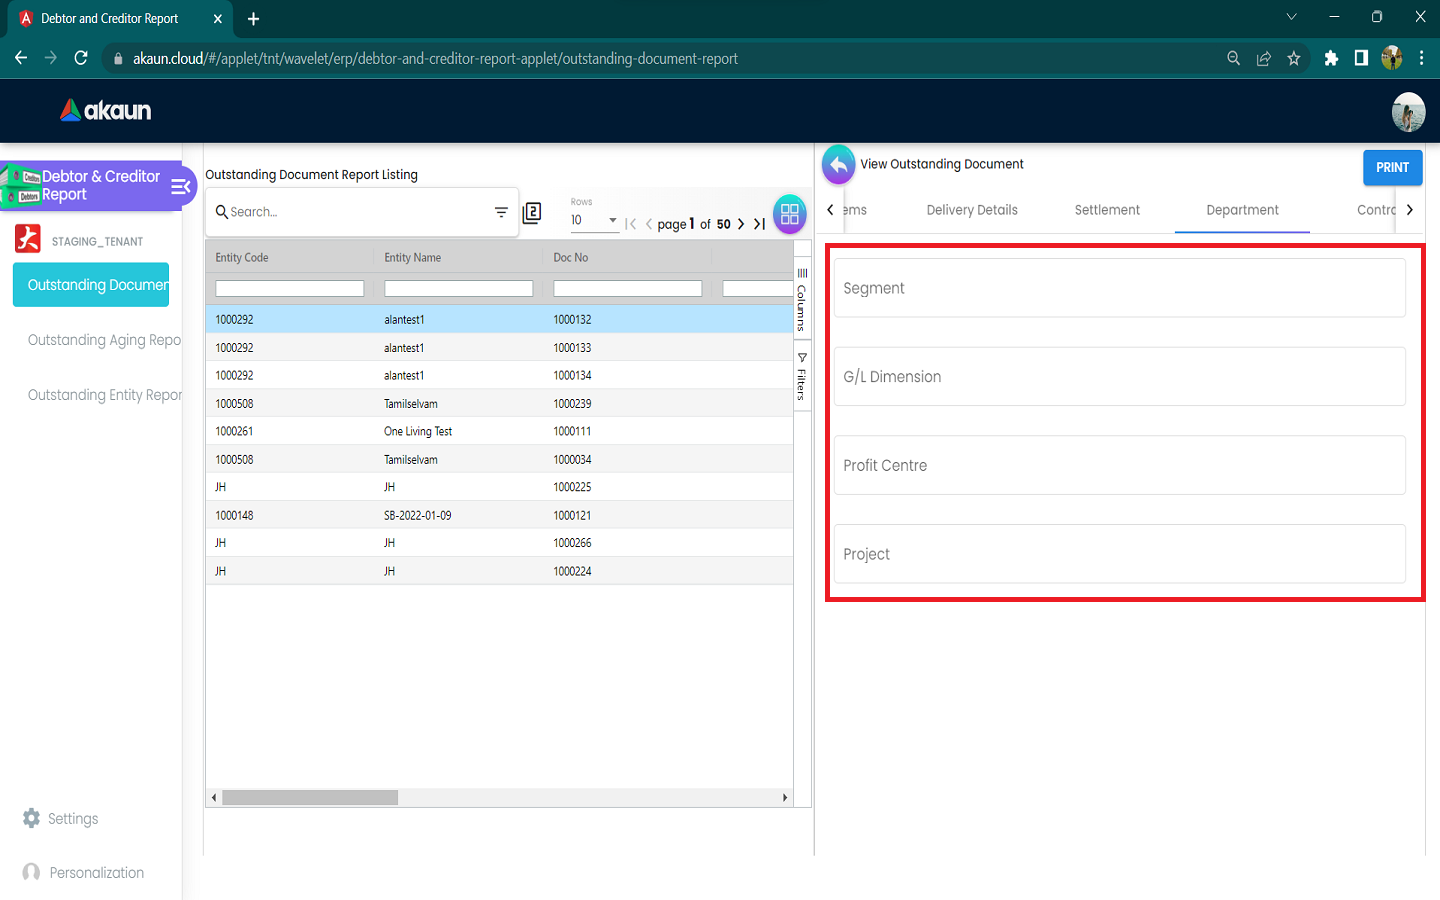 Debtor and Creditor Report
akaun.cloud/#/applet/tnt/wavelet/erp/debtor-and-creditor-report-applet/outstanding-document-report
akaun
Debtor & Creditor
Report
Creditors
Debtors
STAGING_TENANT
Outstanding Documen
Outstanding Aging Repo
Outstanding Entity Repor
Settings
Personalization
Outstanding Document Report Listing
Search...
2
Rows
10
page 1 of 50
Entity Code Entity Name Doc No
1000292 alantest1 1000132
1000292 alantest1 1000133
1000292 alantest1 1000134
1000508 Tamilselvam 1000239
1000261 One Living Test 1000111
1000508 Tamilselvam 1000034
JH JH 1000225
1000148 SB-2022-01-09 1000121
JH JH 1000266
JH JH 1000224
Columns
Filters
View Outstanding Document
PRINT
ems Delivery Details Settlement Department Contra
Segment
G/L Dimension
Profit Centre
Project